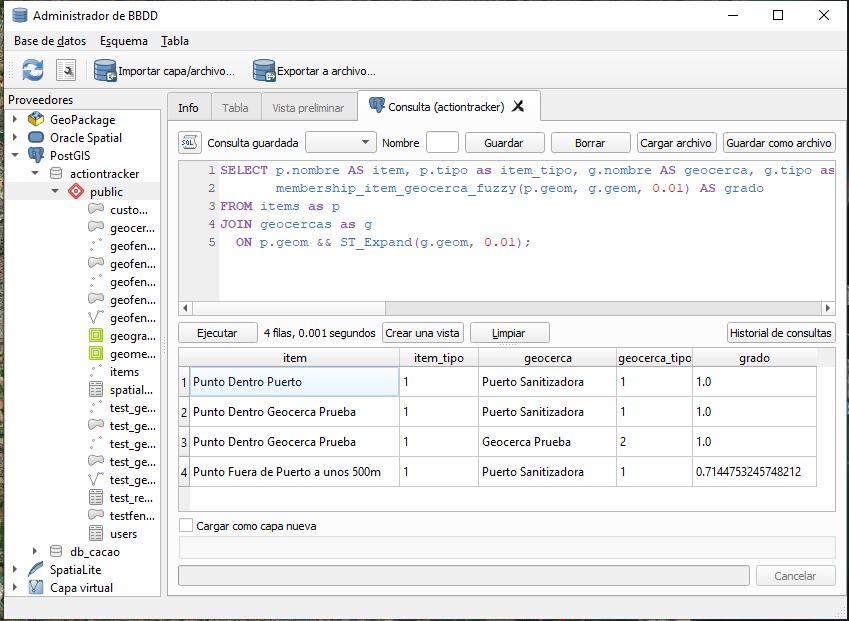 Administrador de BBDD
Base de datos Esquema Tabla
Importar capa/archivo... Exportar a archivo...
Proveedores
GeoPackage
Oracle Spatial
PostGIS
actiontracker
public
custo...
geocer...
geofen...
geofen...
geofen...
geofen...
geofen...
geogra...
geome...
items
spatial...
test_ge...
test_ge...
test_ge...
test_ge...
test_ge...
test_re...
testfen...
users
db_cacao
SpatiaLite
Capa virtual
Info Tabla Vista preliminar Consulta (actiontracker)
SQL Consulta guardada Nombre Guardar Borrar Cargar archivo Guardar como archivo
1 SELECT p.nombre AS item, p.tipo as item_tipo, g.nombre AS geocerca, g.tipo as
2 membership_item_geocerca_fuzzy(p.geom, g.geom, 0.01) AS grado
3 FROM items as p
4 JOIN geocercas as g
5 ON p.geom && ST_Expand(g.geom, 0.01);
Ejecutar 4 filas, 0.001 segundos Crear una vista Limpiar Historial de consultas
item item_tipo geocerca geocerca_tipo grado
1 Punto Dentro Puerto 1 Puerto Sanitizadora 1 1.0
2 Punto Dentro Geocerca Prueba 1 Puerto Sanitizadora 1 1.0
3 Punto Dentro Geocerca Prueba 1 Geocerca Prueba 2 1.0
4 Punto Fuera de Puerto a unos 500m 1 Puerto Sanitizadora 1 0.7144753245748212
Cargar como capa nueva
Cancelar